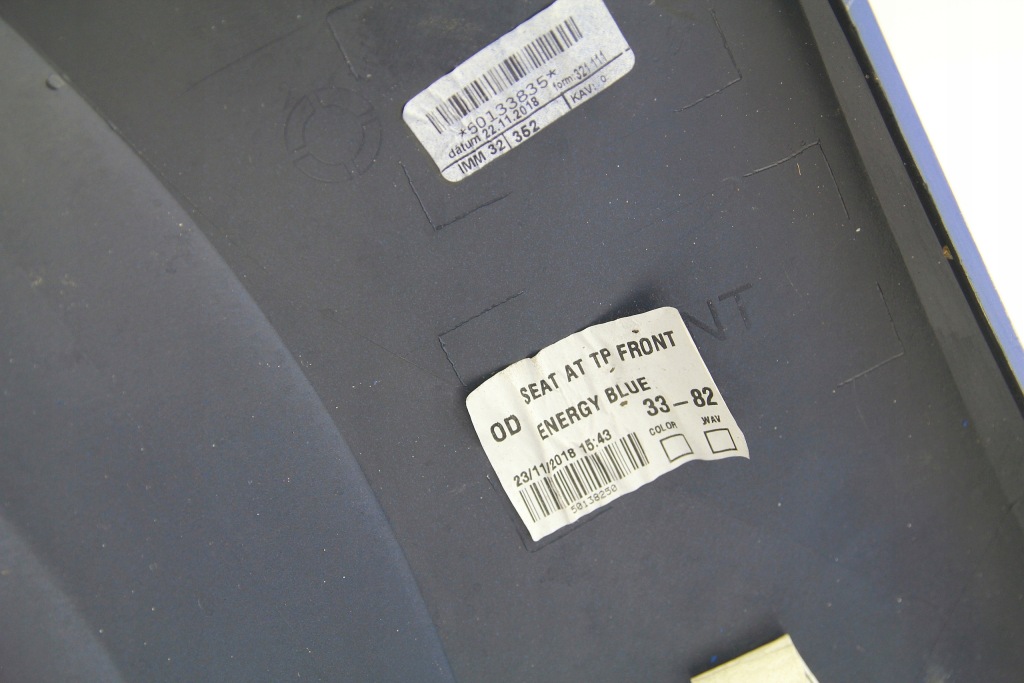 *50133835*
dátum 22.11.2018 form: 321 111
IMM 32 352 KAV: 0
NT
SEAT AT TP FRONT
OD ENERGY BLUE
33-82
23/11/2018 15:43 COLOR WAV
50138250